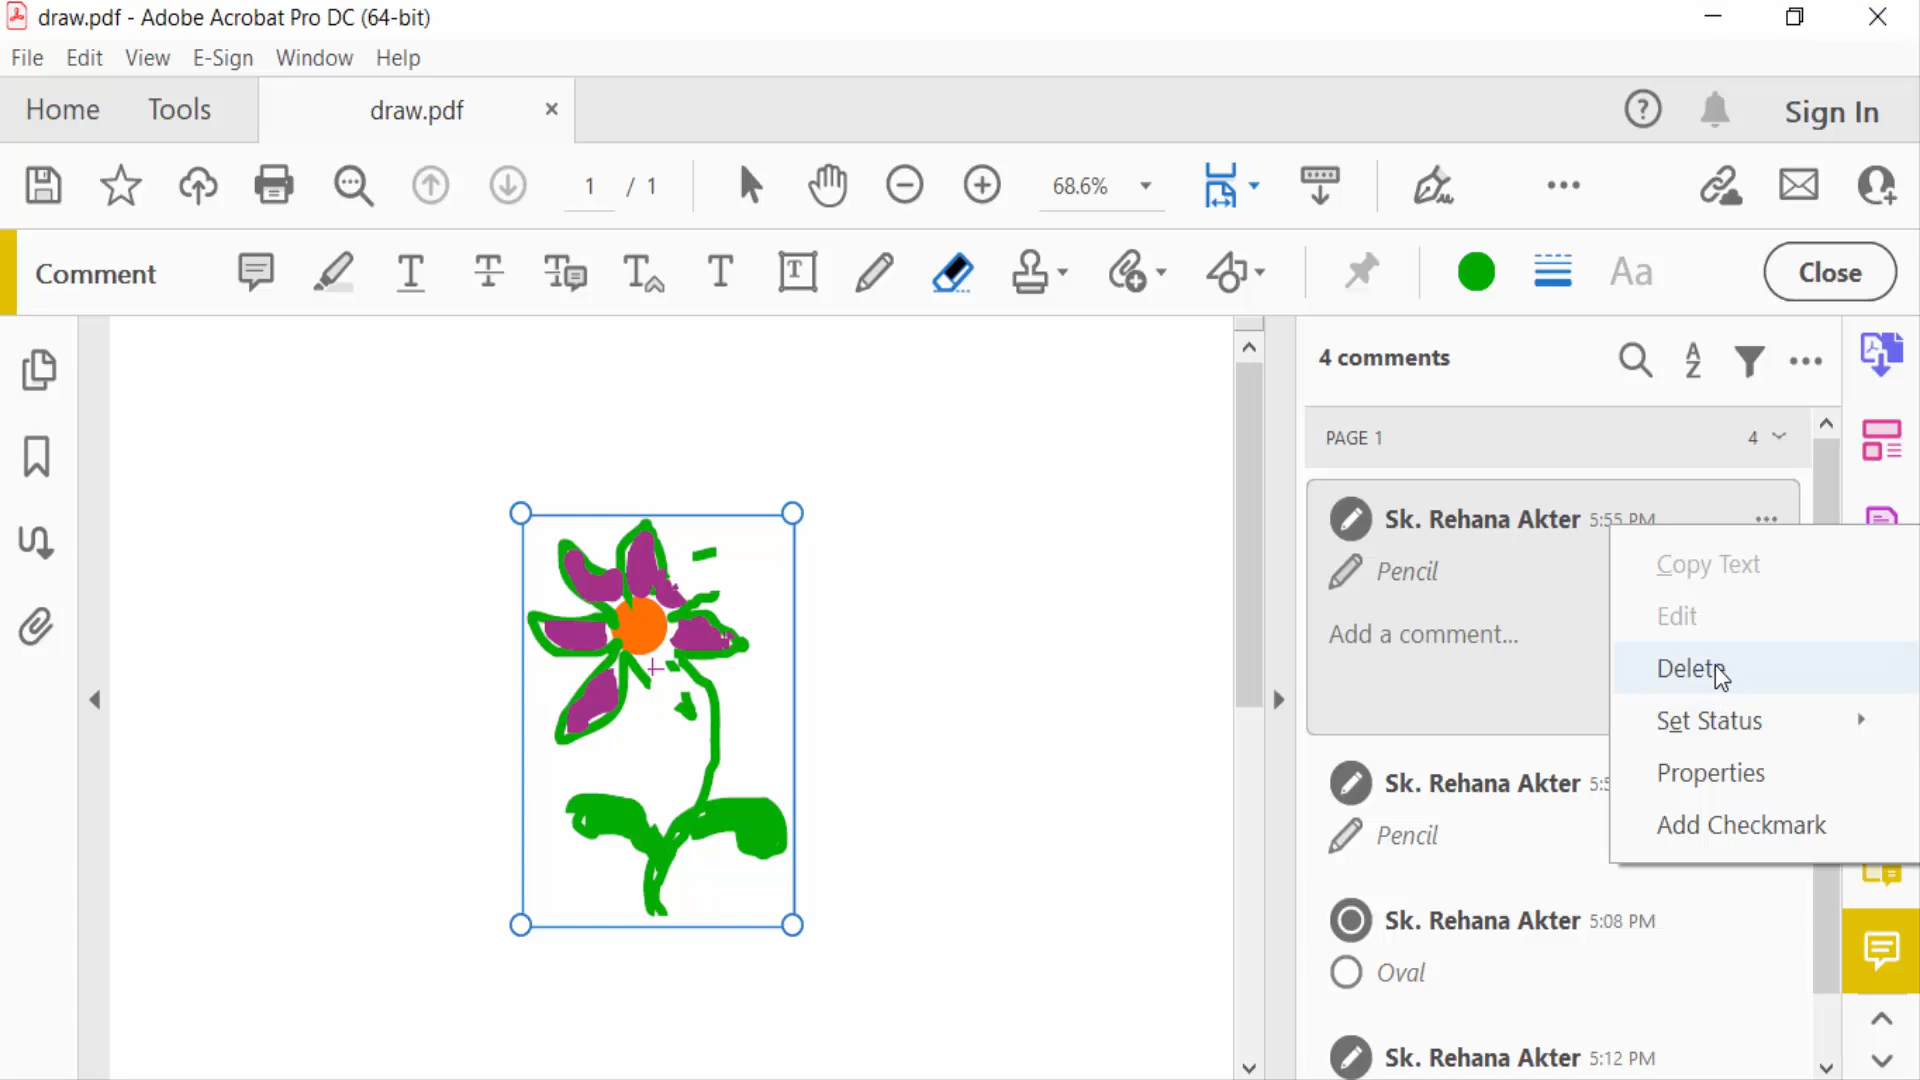 draw.pdf - Adobe Acrobat Pro DC (64-bit)
File Edit View E-Sign Window Help
Home Tools draw.pdf × Sign In
1 / 1 68.6%
Comment T T T T T T Aa Close
4 comments
A
Z
PAGE 1 4
Sk. Rehana Akter 5:55 PM
Pencil
Add a comment...
Copy Text
Edit
Delete
Set Status
Properties
Add Checkmark
Sk. Rehana Akter
Pencil
Sk. Rehana Akter 5:08 PM
Oval
Sk. Rehana Akter 5:12 PM